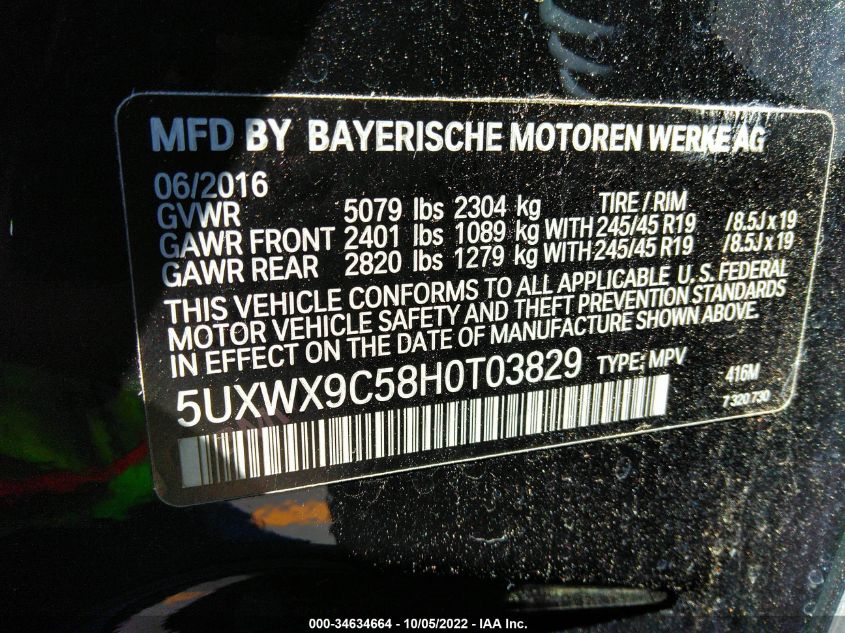 MFD BY BAYERISCHE MOTOREN WERKE AG
06/2016 TIRE / RIM
GVWR 5079 lbs 2304 kg
GAWR FRONT 2401 lbs 1089 kg WITH 245/45 R19 /8.5J x 19
GAWR REAR 2820 lbs 1279 kg WITH 245/45 R19 /8.5J x 19
THIS VEHICLE CONFORMS TO ALL APPLICABLE U.S. FEDERAL
MOTOR VEHICLE SAFETY AND THEFT PREVENTION STANDARDS
IN EFFECT ON THE DATE OF MANUFACTURE SHOWN ABOVE.
5UXWX9C58H0T03829 TYPE: MPV 416M
7 320 730
000-34634664 - 10/05/2022 - IAA Inc.